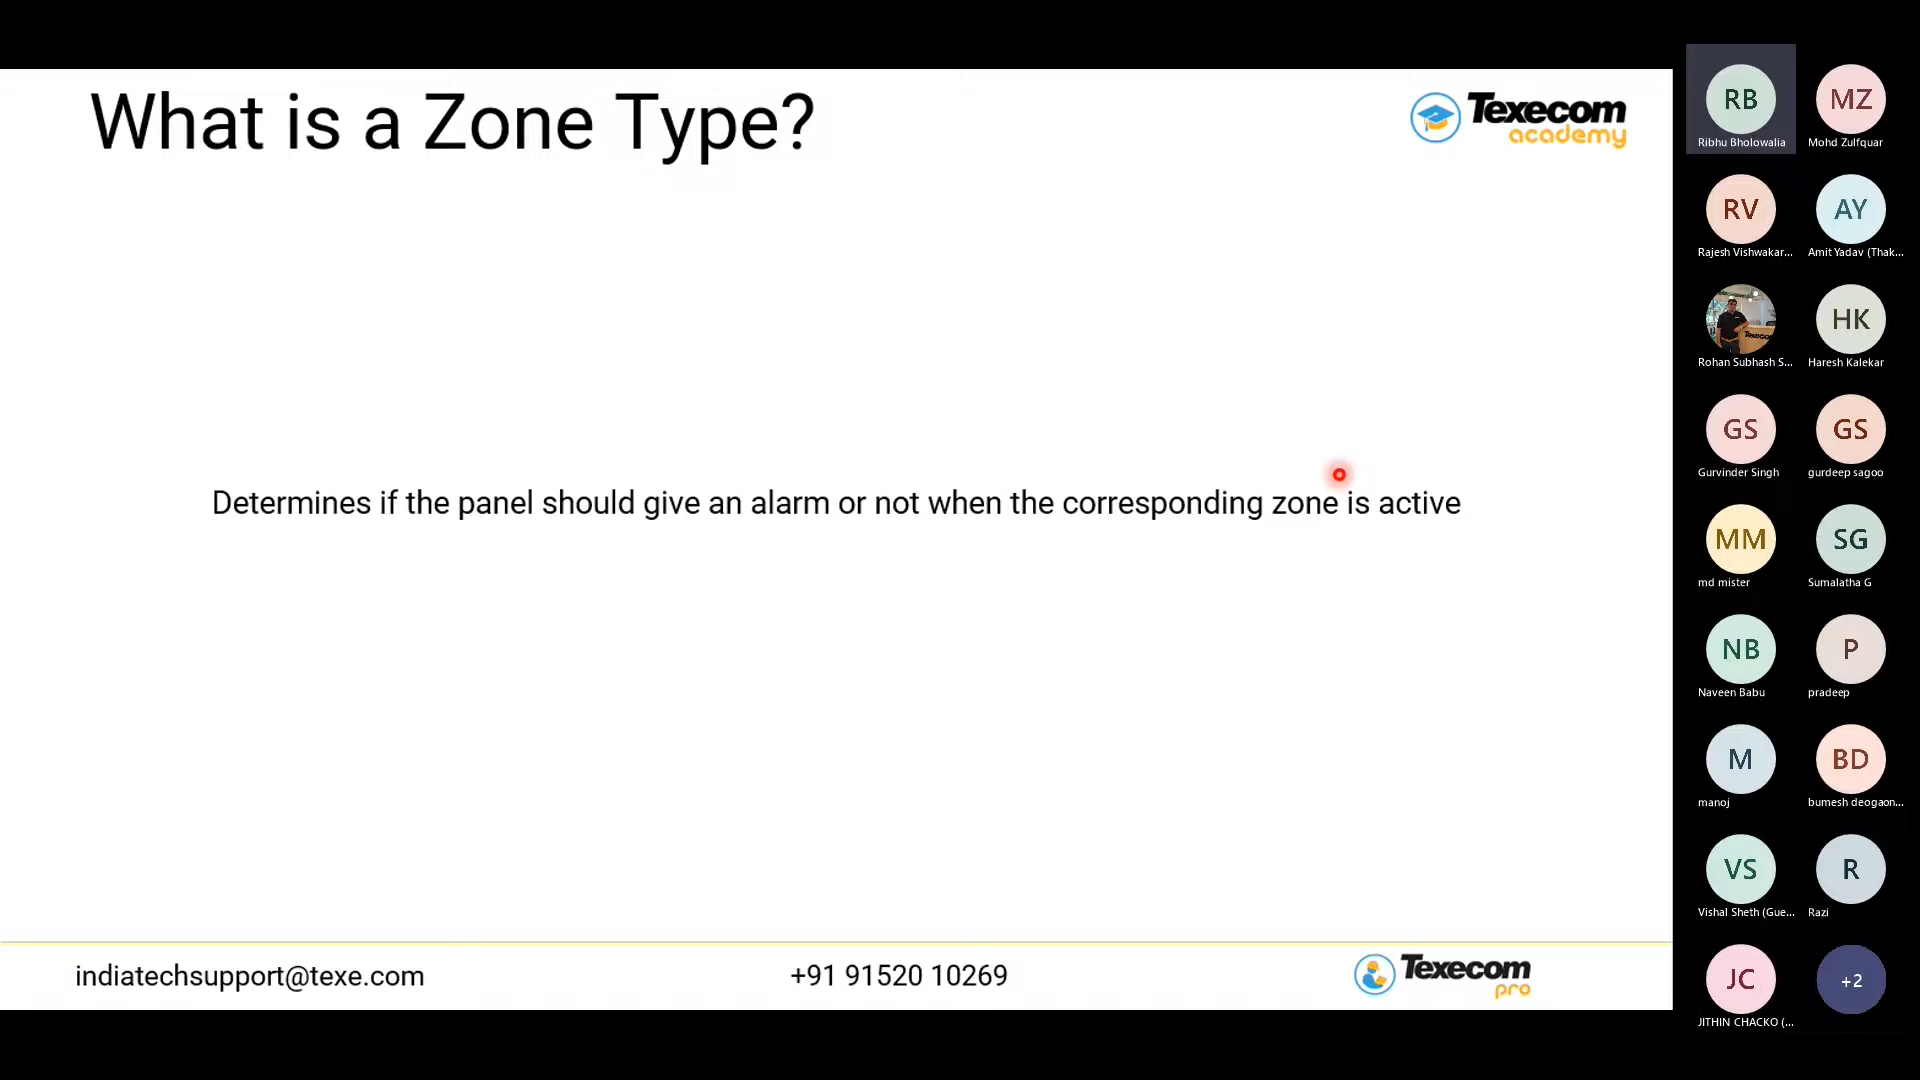 What is a Zone Type?
Texecom
academy
Determines if the panel should give an alarm or not when the corresponding zone is active
indiatechsupport@texe.com
+91 91520 10269
Texecom
pro
RB
Ribhu Bholowalia
MZ
Mohd Zulfquar
RV
Rajesh Vishwakar...
AY
Amit Yadav (Thak...
Rohan Subhash S...
HK
Haresh Kalekar
GS
Gurvinder Singh
GS
gurdeep sagoo
MM
md mister
SG
Sumalatha G
NB
Naveen Babu
P
pradeep
M
manoj
BD
bumesh deogaon...
VS
Vishal Sheth (Gue...
R
Razi
JC
JITHIN CHACKO (...
+2